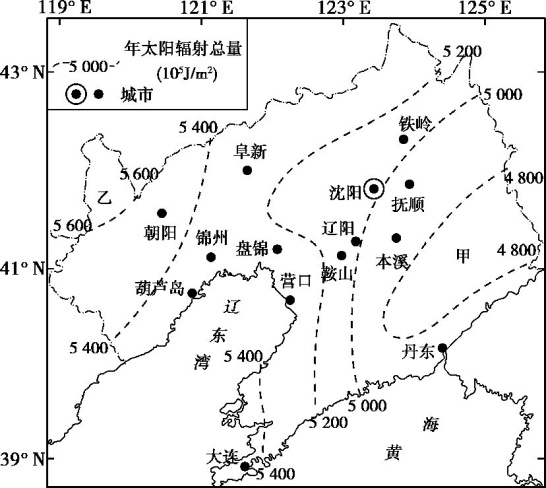 119°E
121°E
123°E
125°E
年太阳辐射总量
5 000
(10⁵J/m²)
城市
43°N
5 200
5 000
5 400
铁岭
阜新
4 800
5 600
沈阳
抚顺
乙
5 600
朝阳
锦州
盘锦
辽阳
鞍山
本溪
甲
4 800
41°N
葫芦岛
营口
辽
东
湾
5 400
5 400
丹东
5 000
5 200
海
黄
39°N
大连
5 400